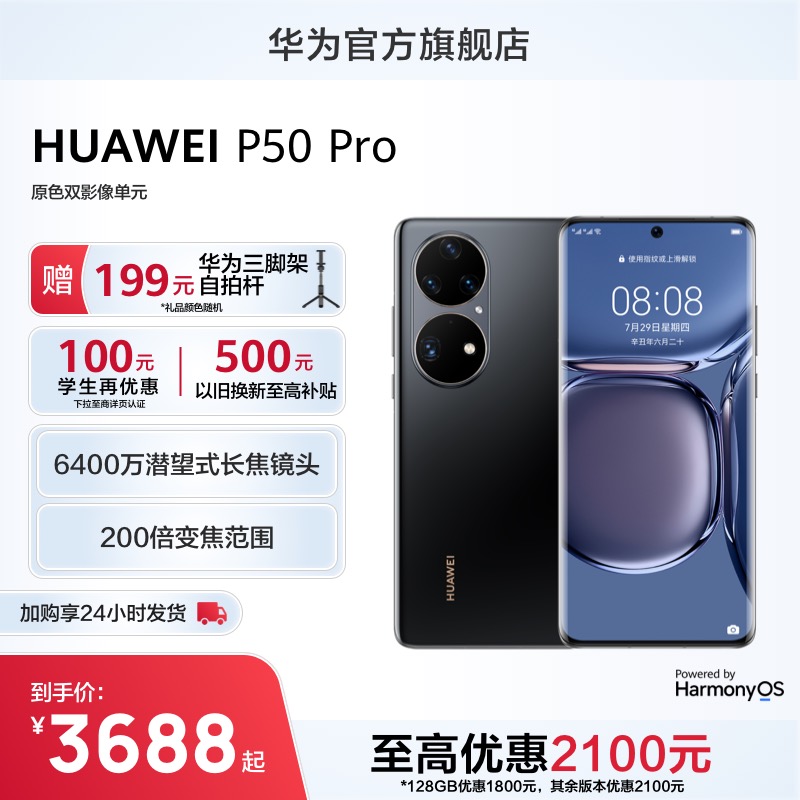 华为官方旗舰店
HUAWEI P50 Pro
原色双影像单元
赠
199元
华为三脚架
自拍杆
*礼品颜色随机
100元
学生再优惠
下拉至商详页认证
500元
以旧换新至高补贴
6400万潜望式长焦镜头
200倍变焦范围
加购享24小时发货
HUAWEI
使用指纹或上滑解锁
08:08
7月29日星期四
辛丑年六月二十
Powered by
HarmonyOS
到手价:
¥3688起
至高优惠2100元
*128GB优惠1800元，其余版本优惠2100元